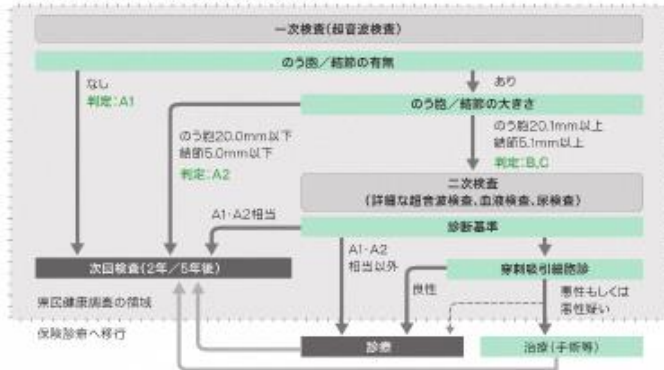 一次検査(超音波検査)
のう胞／結節の有無
なし
判定:A1
あり
のう胞／結節の大きさ
のう胞20.0mm以下
結節5.0mm以下
判定:A2
のう胞20.1mm以上
結節5.1mm以上
判定:B,C
二次検査
(詳細な超音波検査、血液検査、尿検査)
A1・A2相当
診断基準
次回検査(2年／5年後)
A1・A2
相当以外
穿刺吸引細胞診
良性
悪性もしくは
悪性疑い
県民健康調査の領域
保険診療へ移行
診療
治療(手術等)